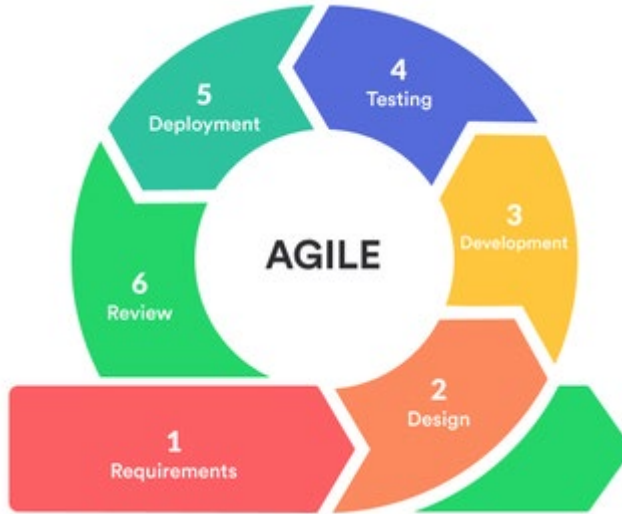 1
Requirements
2
Design
3
Development
4
Testing
5
Deployment
6
Review
AGILE